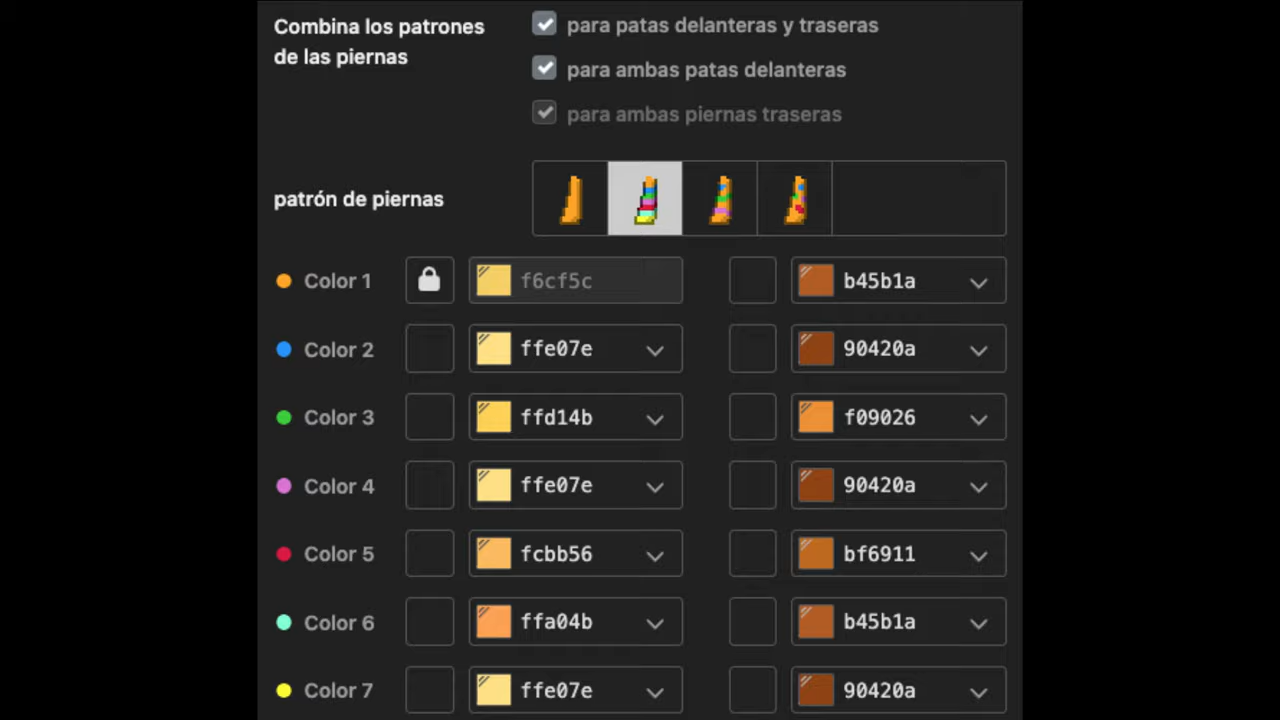 Combina los patrones
de las piernas
para patas delanteras y traseras
para ambas patas delanteras
para ambas piernas traseras
patrón de piernas
Color 1 f6cf5c b45b1a
Color 2 ffe07e 90420a
Color 3 ffd14b f09026
Color 4 ffe07e 90420a
Color 5 fcbb56 bf6911
Color 6 ffa04b b45b1a
Color 7 ffe07e 90420a